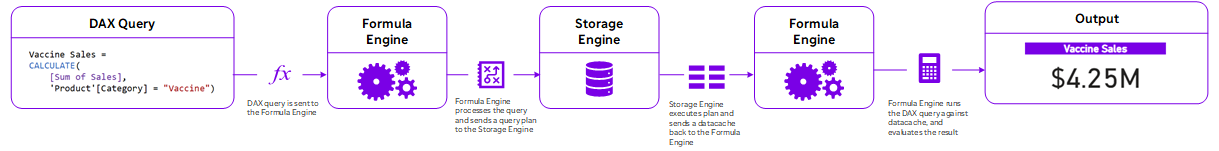 DAX Query
Vaccine Sales =
CALCULATE(
[Sum of Sales],
'Product'[Category] = "Vaccine")
fx
DAX query is sent
to the Formula Engine
Formula
Engine
Formula Engine
processes the query
and sends a query plan
to the Storage Engine
Storage
Engine
Storage Engine
executes plan and
sends a datacache
back to the Formula
Engine
Formula
Engine
Formula Engine runs
the DAX query against
datacache, and
evaluates the result
Output
Vaccine Sales
$4.25M